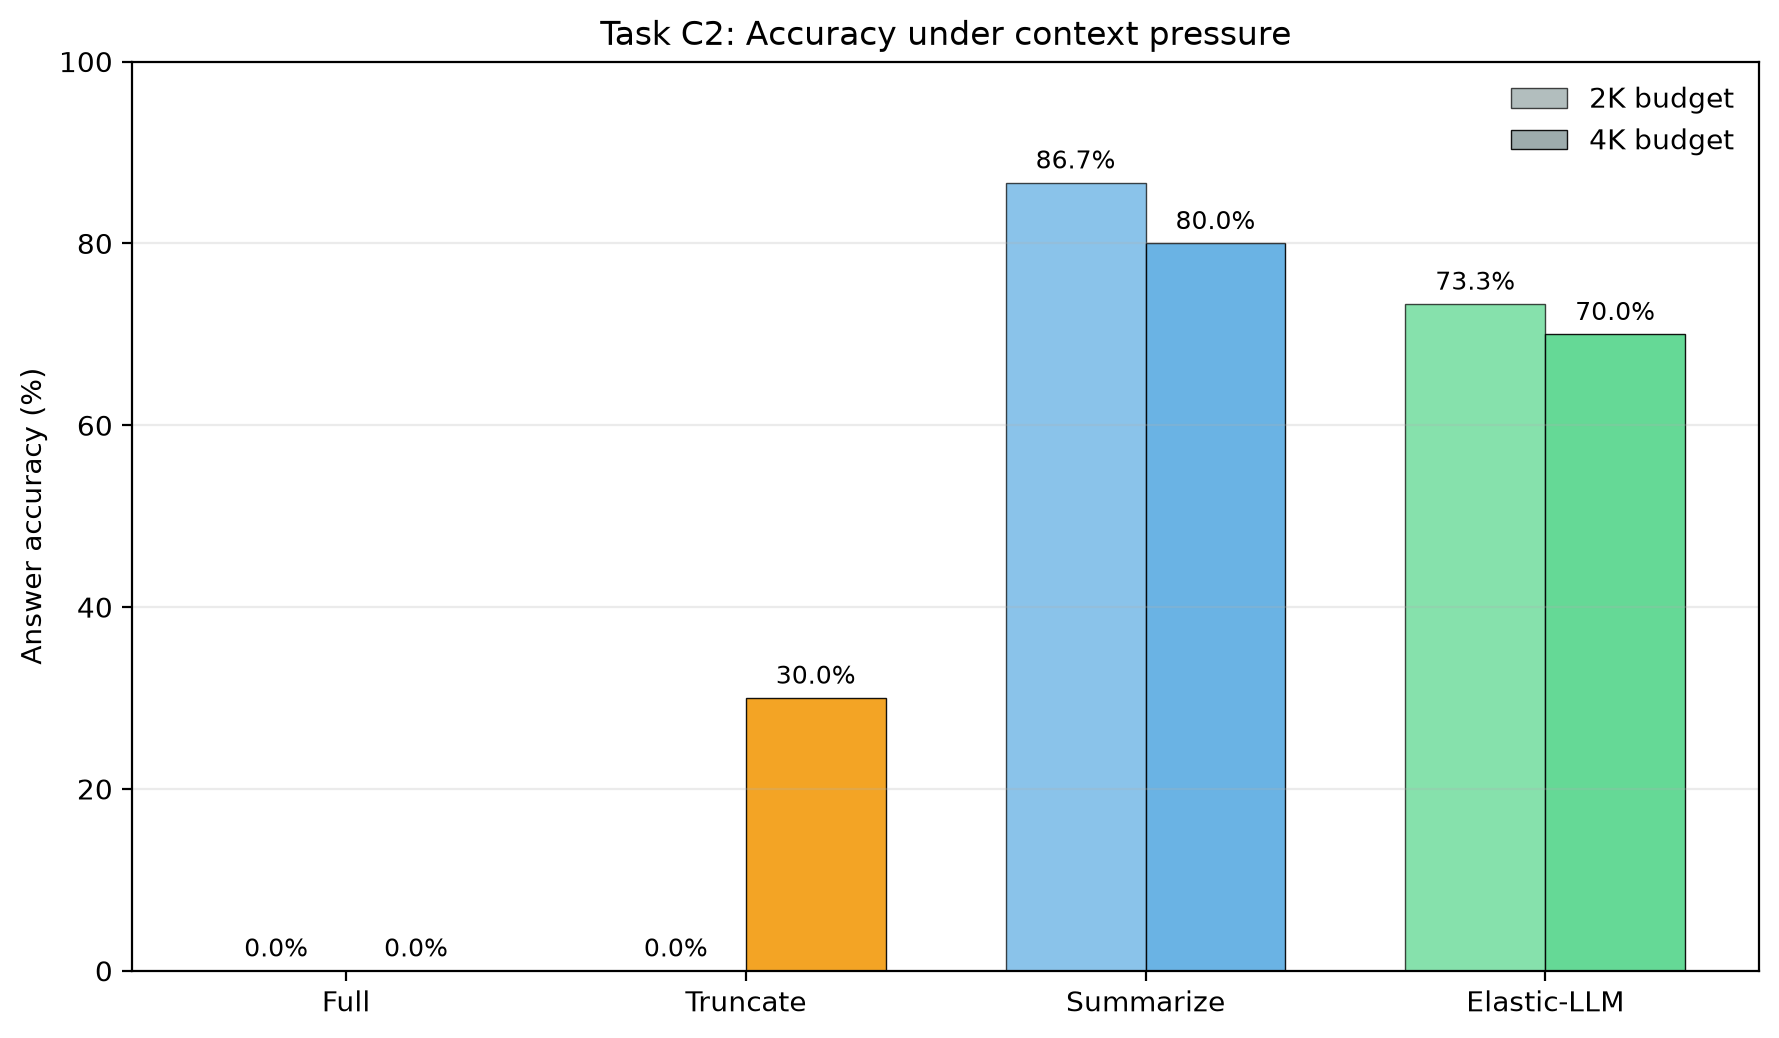 Task C2: Accuracy under context pressure
2K budget
4K budget
Answer accuracy (%)
100
80
60
40
20
0
0.0%
0.0%
0.0%
30.0%
86.7%
80.0%
73.3%
70.0%
Full
Truncate
Summarize
Elastic-LLM